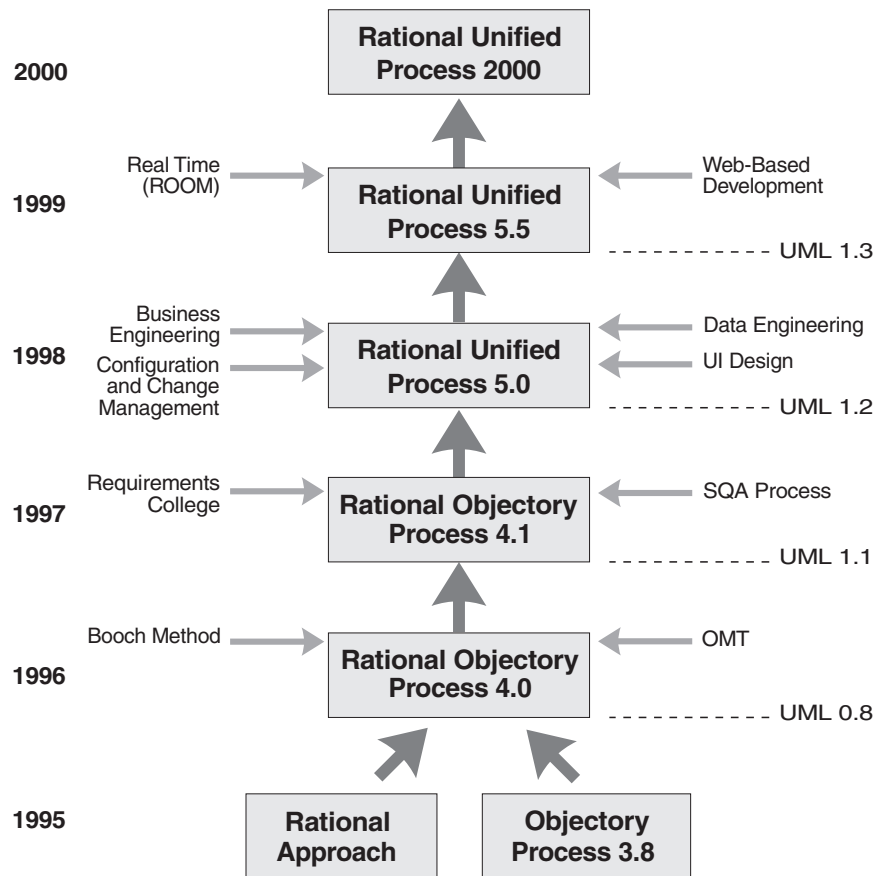 Rational Unified
Process 2000
2000
Real Time
(ROOM)
Web-Based
Development
1999
Rational Unified
Process 5.5
UML 1.3
Business
Engineering
Data Engineering
1998
Rational Unified
Process 5.0
Configuration
and Change
Management
UI Design
UML 1.2
Requirements
College
SQA Process
1997
Rational Objectory
Process 4.1
UML 1.1
Booch Method
OMT
1996
Rational Objectory
Process 4.0
UML 0.8
1995
Rational
Approach
Objectory
Process 3.8